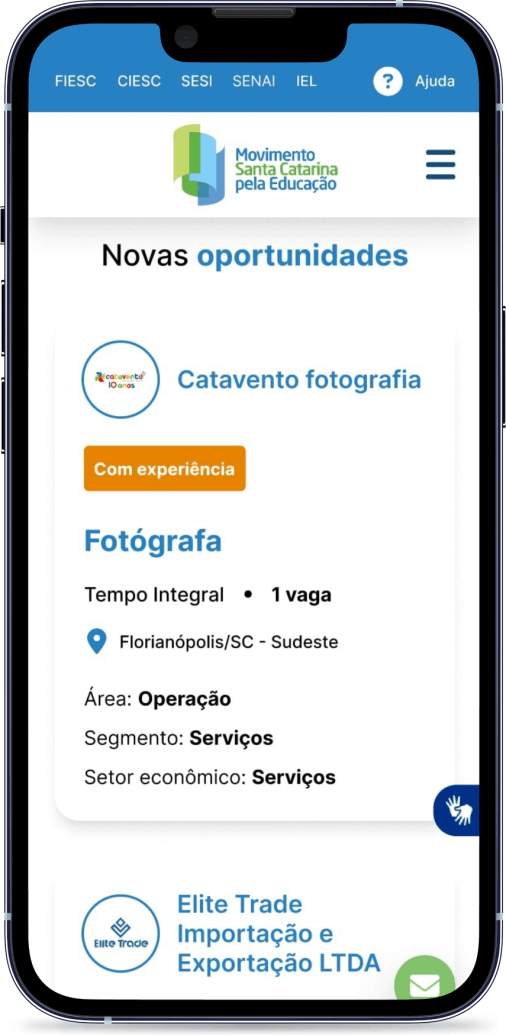 FIESC CIESC SESI SENAI IEL ? Ajuda
Movimento
Santa Catarina
pela Educação
Novas oportunidades
catavento
10 anos
Catavento fotografia
Com experiência
Fotógrafa
Tempo Integral • 1 vaga
Florianópolis/SC - Sudeste
Área: Operação
Segmento: Serviços
Setor econômico: Serviços
Elite Trade
Elite Trade
Importação e
Exportação LTDA